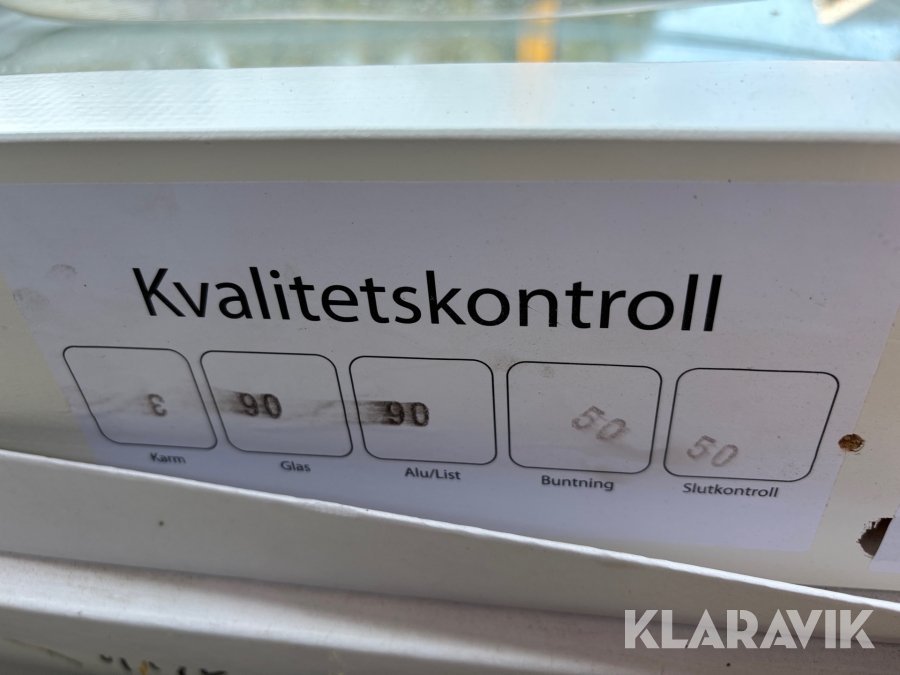 Kvalitetskontroll
3 90 90 50 50
Karm Glas Alu/List Buntning Slutkontroll
KLARAVIK